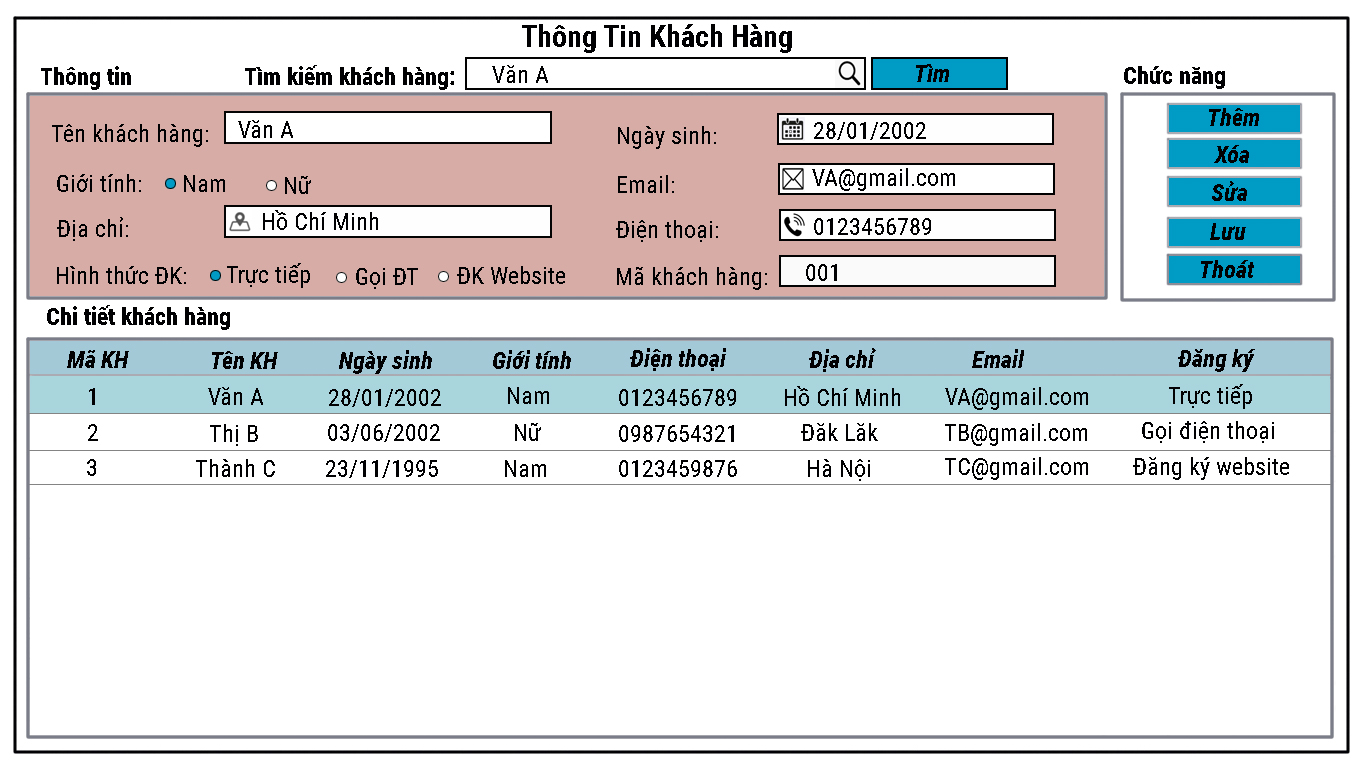 Thông Tin Khách Hàng
Thông tin Tìm kiếm khách hàng: Văn A Tìm Chức năng
Tên khách hàng: Văn A Ngày sinh: 28/01/2002 Thêm
Xóa
Giới tính: Nam Nữ Email: VA@gmail.com Sửa
Địa chỉ: Hồ Chí Minh Điện thoại: 0123456789 Lưu
Hình thức ĐK: Trực tiếp Gọi ĐT ĐK Website Mã khách hàng: 001 Thoát
Chi tiết khách hàng
Mã KH Tên KH Ngày sinh Giới tính Điện thoại Địa chỉ Email Đăng ký
1 Văn A 28/01/2002 Nam 0123456789 Hồ Chí Minh VA@gmail.com Trực tiếp
2 Thị B 03/06/2002 Nữ 0987654321 Đăk Lăk TB@gmail.com Gọi điện thoại
3 Thành C 23/11/1995 Nam 0123459876 Hà Nội TC@gmail.com Đăng ký website